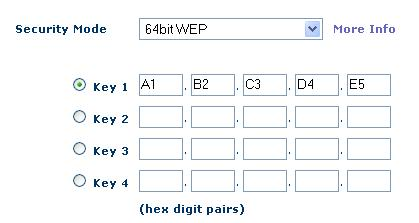 Security Mode 64bit WEP More Info
Key 1 A1 . B2 . C3 . D4 . E5
Key 2 . . . .
Key 3 . . . .
Key 4 . . . .
(hex digit pairs)